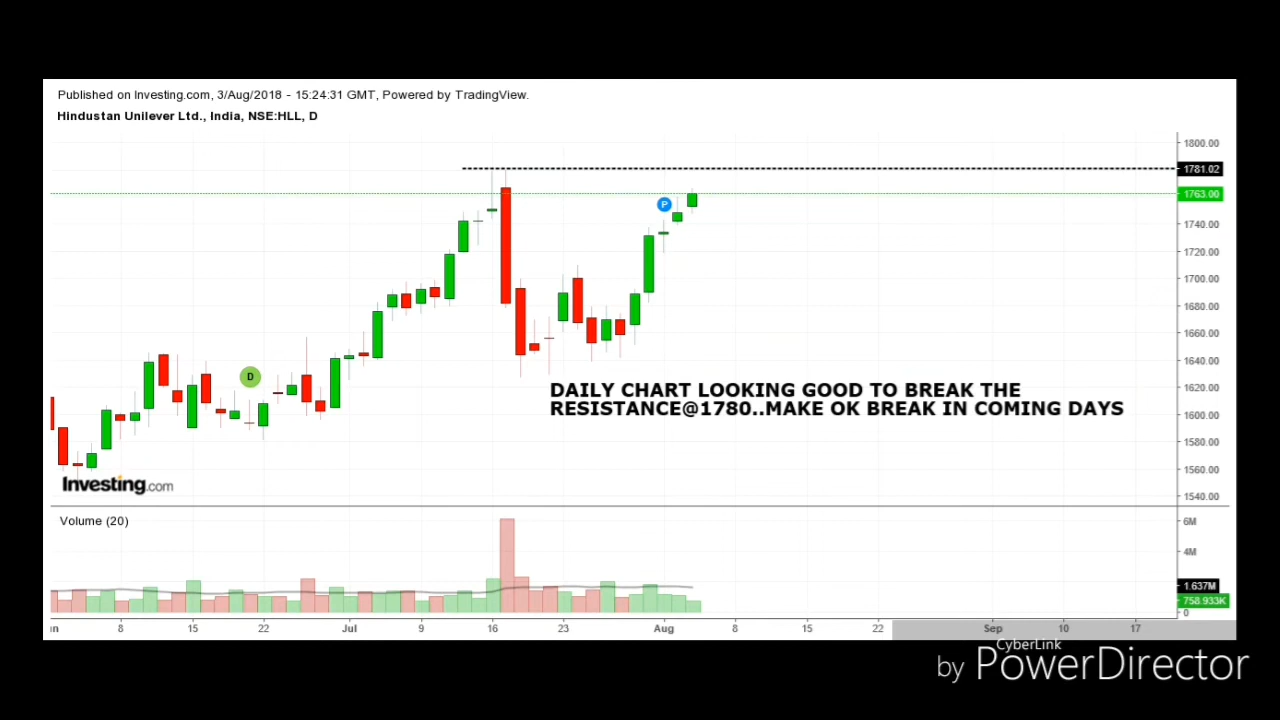 Published on Investing.com, 3/Aug/2018 - 15:24:31 GMT, Powered by TradingView.
Hindustan Unilever Ltd., India, NSE:HLL, D
1800.00
1781.02
1763.00
1740.00
1720.00
1700.00
1680.00
1660.00
1640.00
1620.00
1600.00
1580.00
1560.00
1540.00
P
D
DAILY CHART LOOKING GOOD TO BREAK THE
RESISTANCE@1780..MAKE OK BREAK IN COMING DAYS
Investing.com
Volume (20)
6M
4M
1.637M
758.933K
0
8 15 22 Jul 9 16 23 Aug 8 15 22 Sep 10 17
by CyberLink PowerDirector